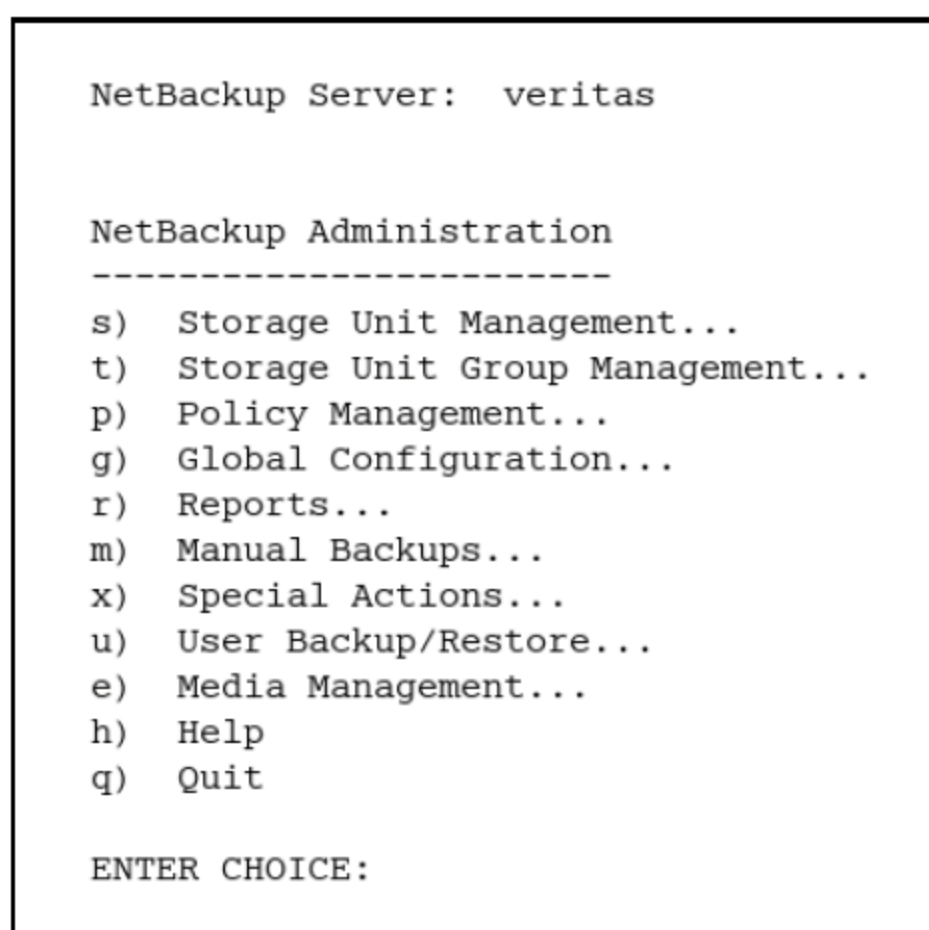 NetBackup Server:  veritas
NetBackup Administration
------------------------
s)  Storage Unit Management...
t)  Storage Unit Group Management...
p)  Policy Management...
g)  Global Configuration...
r)  Reports...
m)  Manual Backups...
x)  Special Actions...
u)  User Backup/Restore...
e)  Media Management...
h)  Help
q)  Quit
ENTER CHOICE: